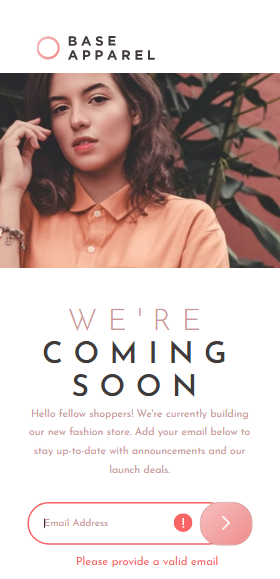 BASE
APPAREL
WE'RE
COMING
SOON
Hello fellow shoppers! We're currently building
our new fashion store. Add your email below to
stay up-to-date with announcements and our
launch deals.
Email Address
!
Please provide a valid email